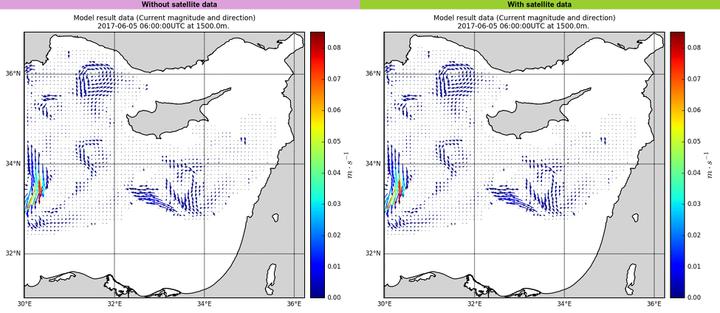 Without satellite data
Model result data (Current magnitude and direction)
2017-06-05 06:00:00UTC at 1500.0m.
36°N
34°N
32°N
30°E
32°E
34°E
36°E
0.08
0.07
0.06
0.05
0.04
0.03
0.02
0.01
0.00
m · s⁻¹
With satellite data
Model result data (Current magnitude and direction)
2017-06-05 06:00:00UTC at 1500.0m.
36°N
34°N
32°N
30°E
32°E
34°E
36°E
0.08
0.07
0.06
0.05
0.04
0.03
0.02
0.01
0.00
m · s⁻¹